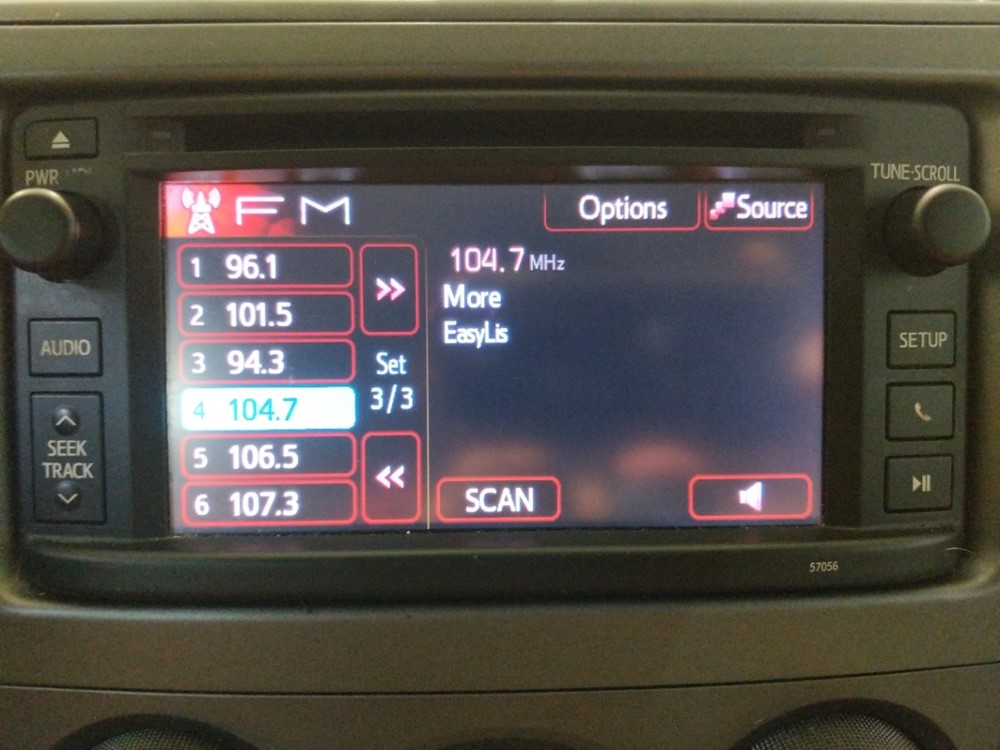 PWR
TUNE·SCROLL
FM
Options
Source
1 96.1
2 101.5
3 94.3
4 104.7
5 106.5
6 107.3
Set
3/3
104.7 MHz
More
EasyLis
SCAN
AUDIO
SEEK
TRACK
SETUP
57056